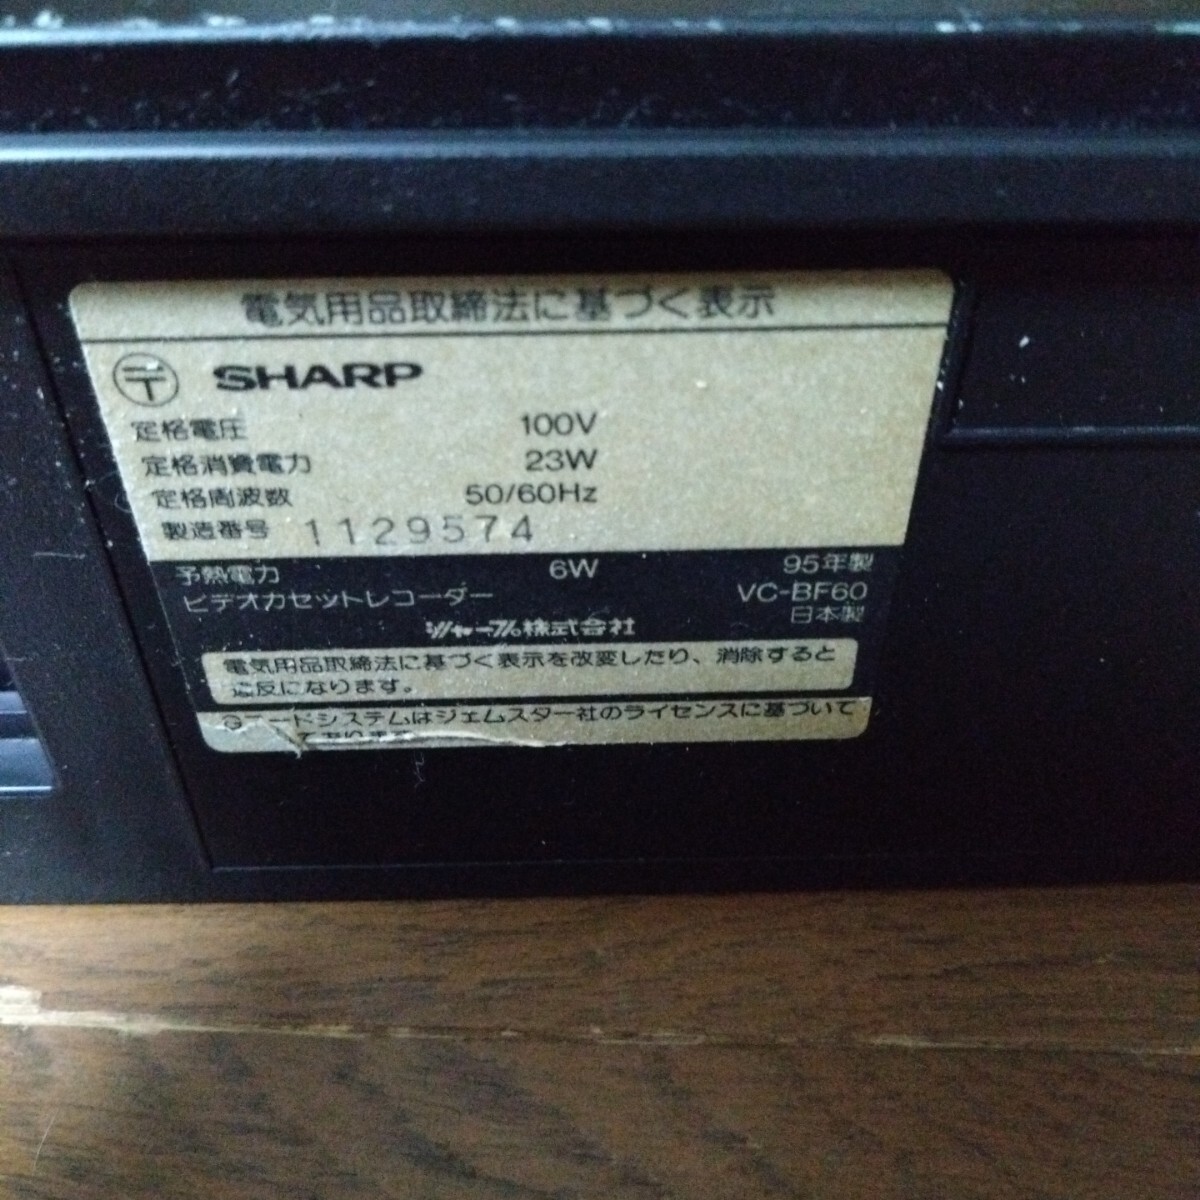 電気用品取締法に基づく表示
〒 SHARP
定格電圧 100V
定格消費電力 23W
定格周波数 50/60Hz
製造番号 1129574
予熱電力 6W 95年製
ビデオカセットレコーダー VC-BF60
日本製
シャープ株式会社
電気用品取締法に基づく表示を改変したり、消除すると
違反になります。
Gコードシステムはジェムスター社のライセンスに基づいて
ております